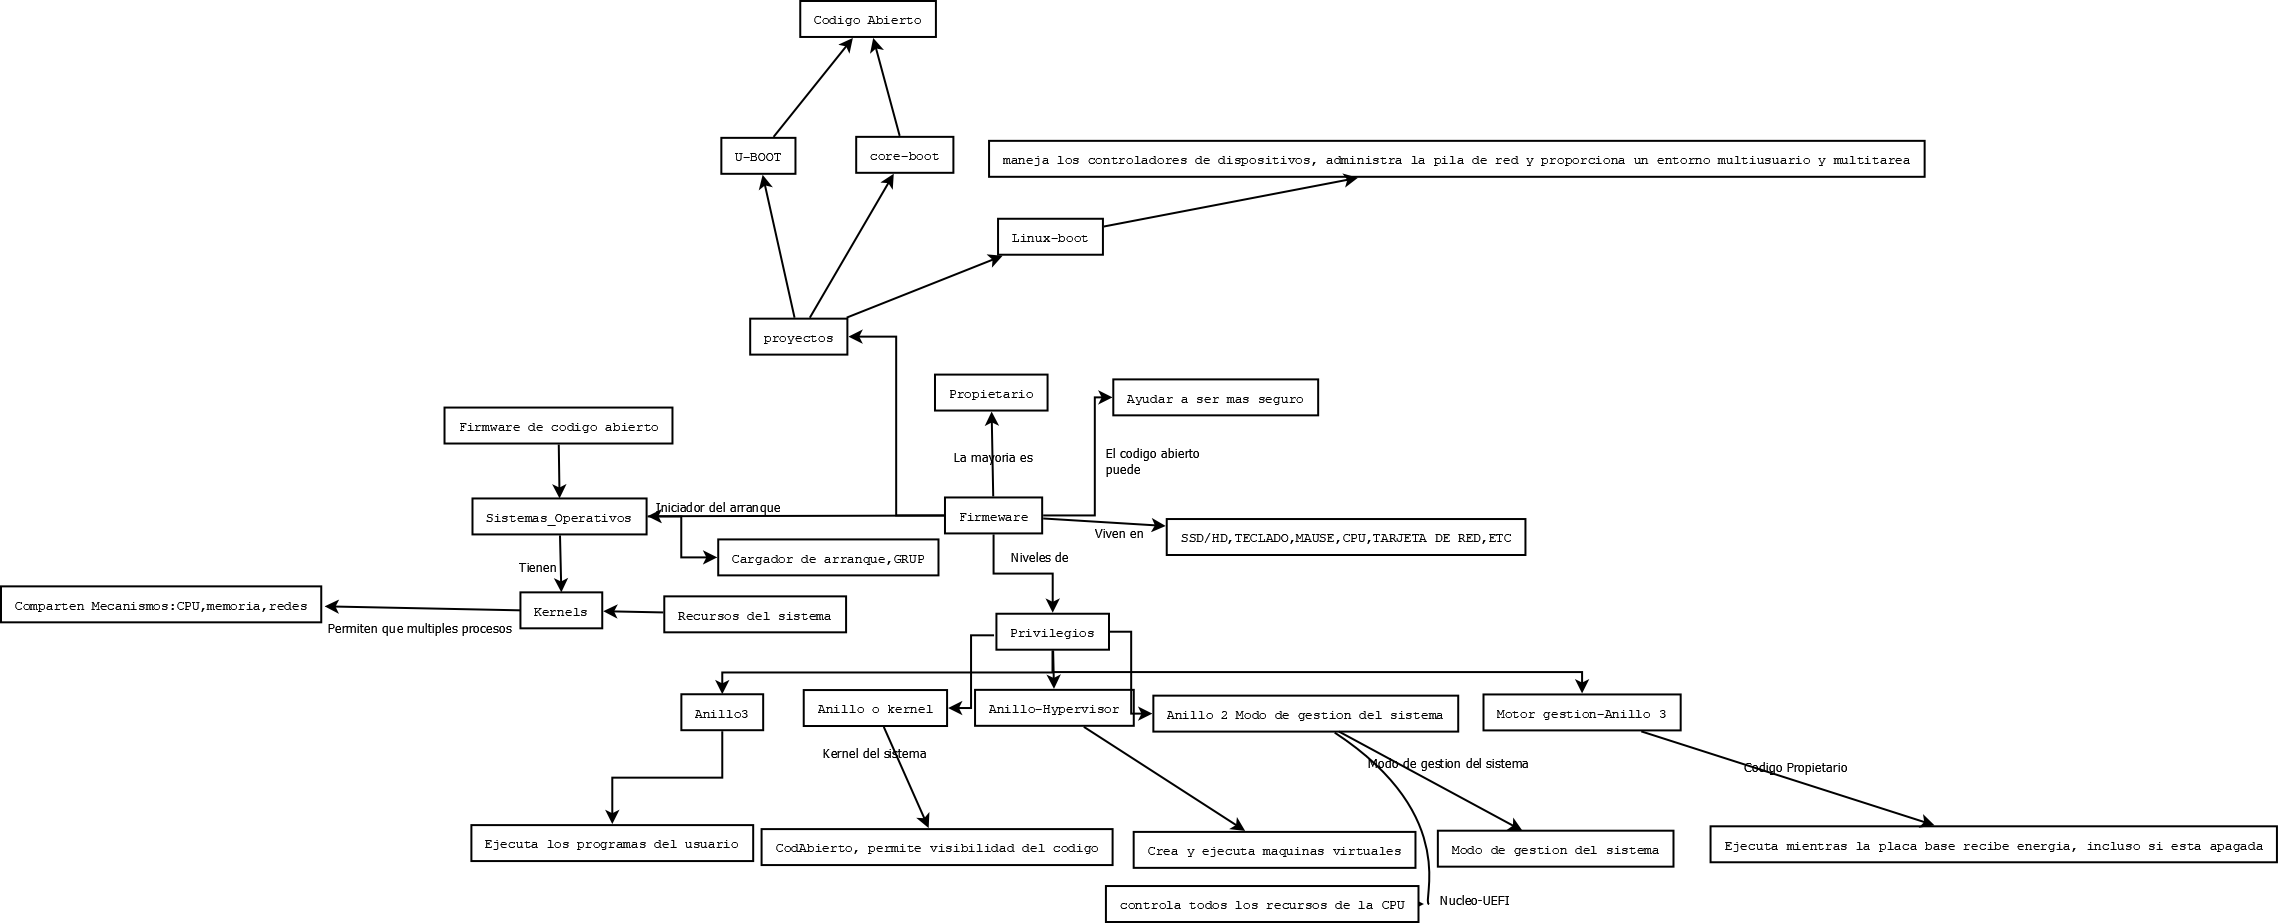 Codigo Abierto
U-BOOT
core-boot
maneja los controladores de dispositivos, administra la pila de red y proporciona un entorno multiusuario y multitarea
Linux-boot
proyectos
Propietario
Ayudar a ser mas seguro
Firmware de codigo abierto
La mayoria es
El codigo abierto
puede
Iniciador del arranque
Sistemas_Operativos
Firmeware
Viven en
SSD/HD,TECLADO,MAUSE,CPU,TARJETA DE RED,ETC
Cargador de arranque,GRUP
Niveles de
Tienen
Comparten Mecanismos:CPU,memoria,redes
Kernels
Recursos del sistema
Permiten que multiples procesos
Privilegios
Anillo3
Anillo o kernel
Anillo-Hypervisor
Anillo 2 Modo de gestion del sistema
Motor gestion-Anillo 3
Kernel del sistema
Modo de gestion del sistema
Codigo Propietario
Ejecuta los programas del usuario
CodAbierto, permite visibilidad del codigo
Crea y ejecuta maquinas virtuales
Modo de gestion del sistema
Ejecuta mientras la placa base recibe energia, incluso si esta apagada
controla todos los recursos de la CPU
Nucleo-UEFI